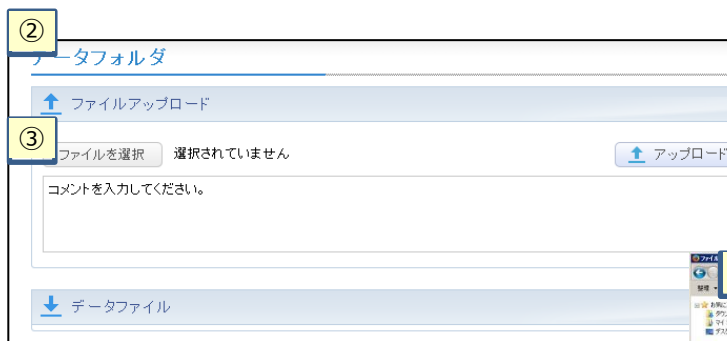 ②
データフォルダ
ファイルアップロード
③
ファイルを選択 選択されていません アップロード
コメントを入力してください。
データファイル
整理